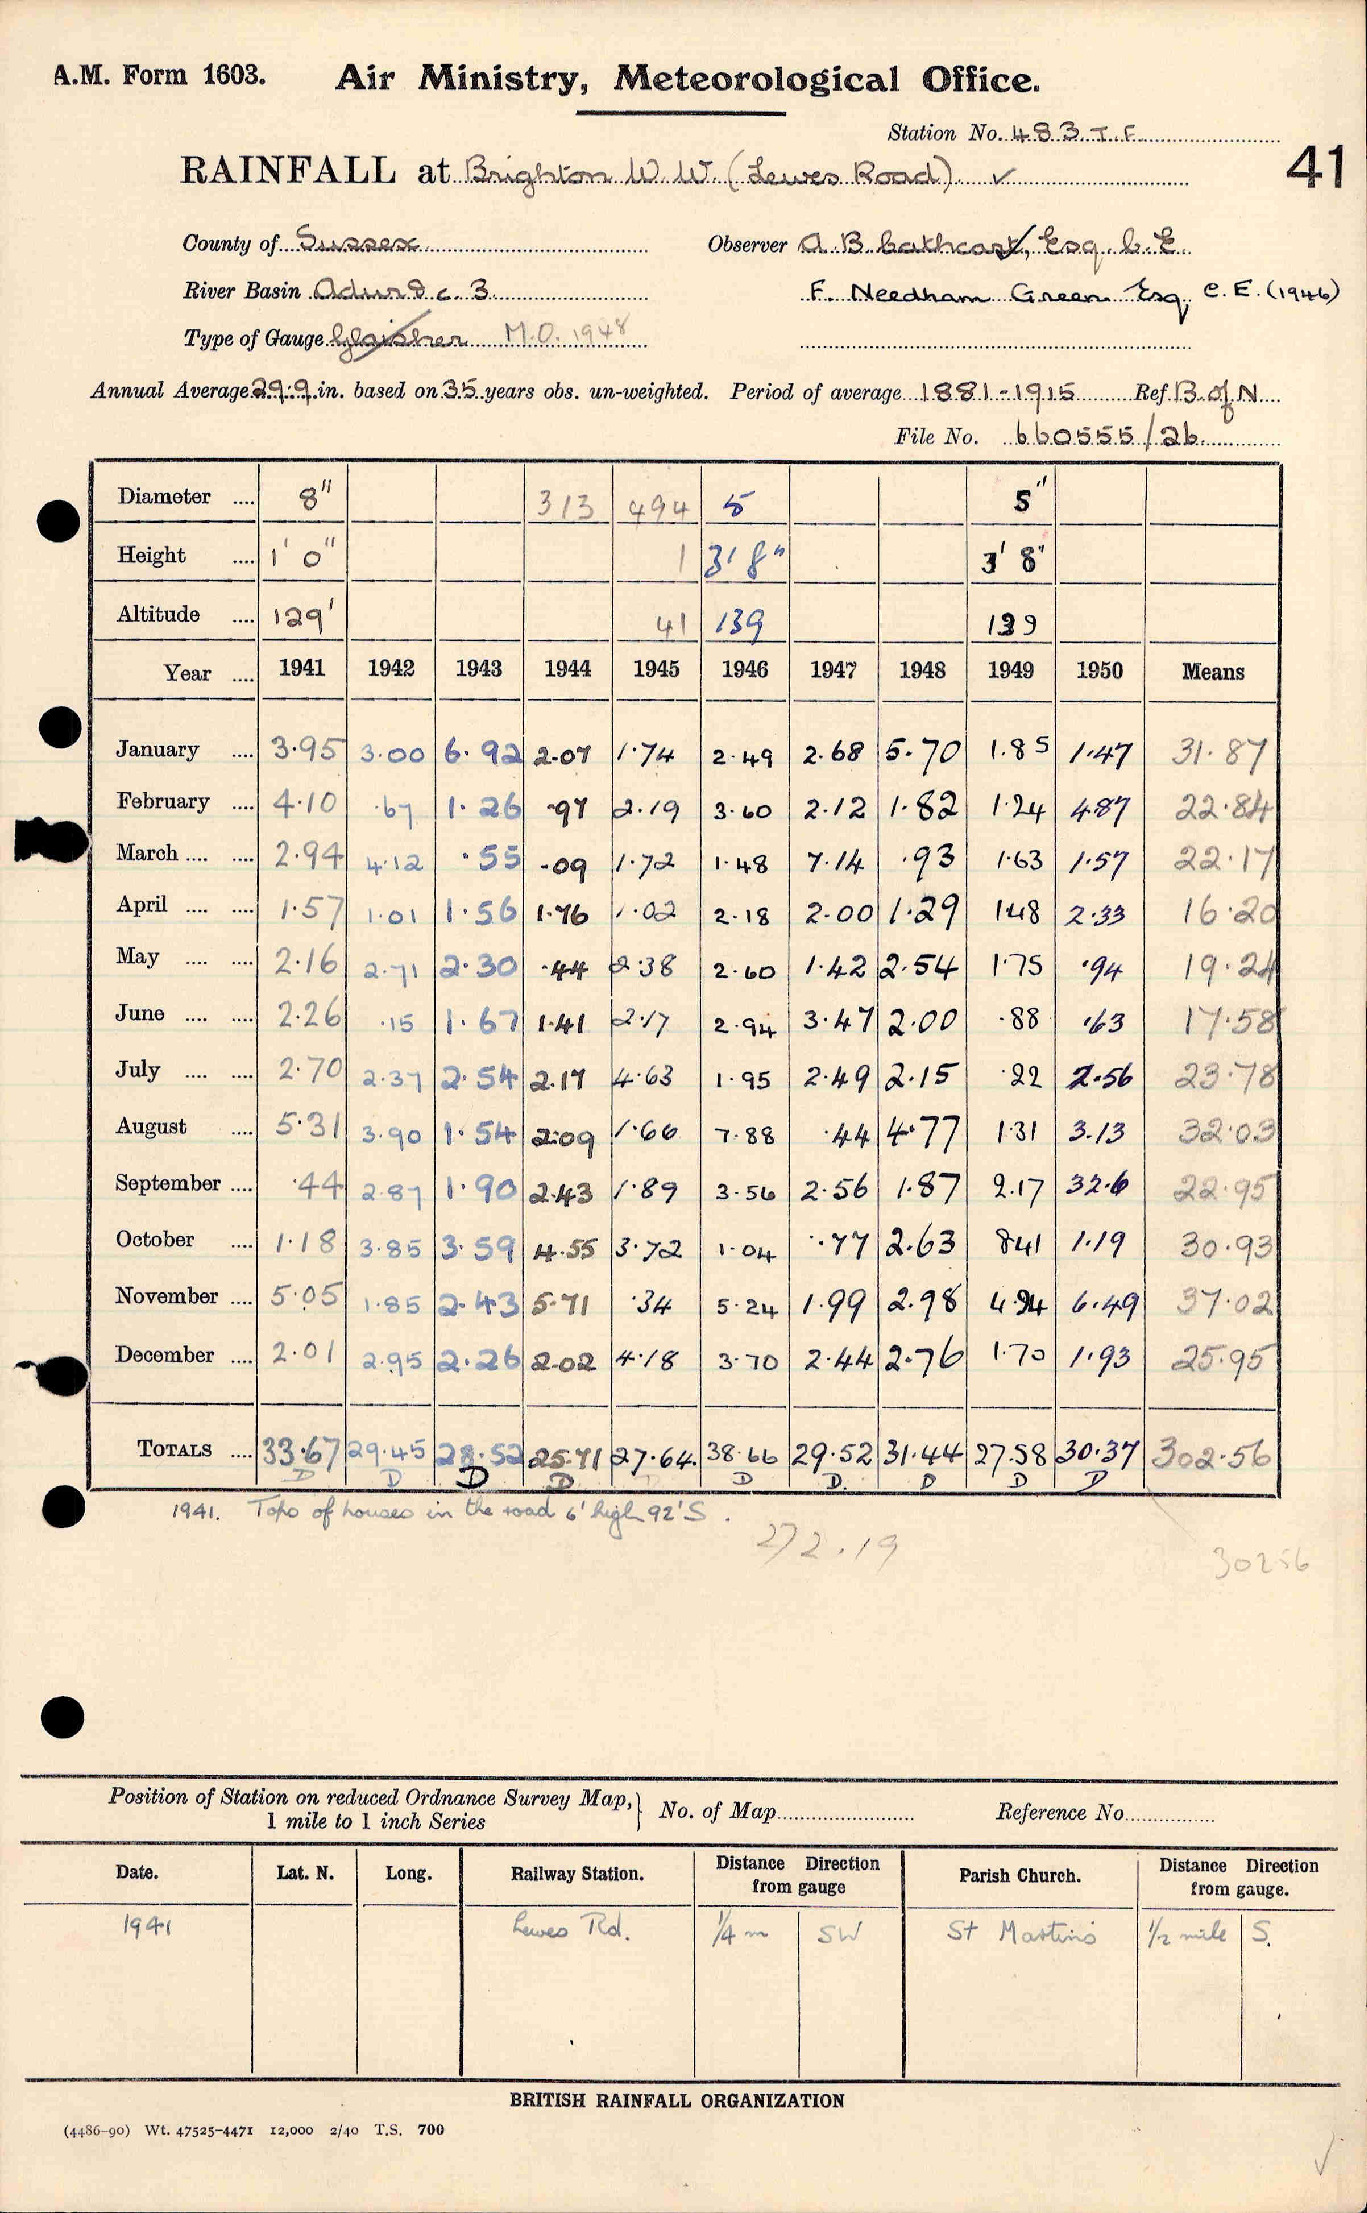 A.M. Form 1603. Air Ministry, Meteorological Office.
Station No. 483 T.F.
RAINFALL at Brighton W.W. (Lewes Road) ✓ 41
County of Sussex Observer A. B. Cathcart, Esq. C.E.
River Basin Adur & c. 3 F. Needham Green Esq, C.E. (1946)
Type of Gauge Glaisher M.O. 1948
Annual Average 29.9 in. based on 35 years obs. un-weighted. Period of average 1881-1915 Ref B. of N.
File No. 660555/26
Diameter .... 8" 313 494 5 5"
Height .... 1' 0" 1 3' 8" 3' 8"
Altitude .... 129' 41 139 139
Year .... 1941 1942 1943 1944 1945 1946 1947 1948 1949 1950 Means
January .... 3.95 3.00 6.92 2.07 1.74 2.49 2.68 5.70 1.85 1.47 31.87
February .... 4.10 .67 1.26 .97 2.19 3.60 2.12 1.82 1.24 4.87 22.84
March .... .... 2.94 4.12 .55 .09 1.72 1.48 7.14 .93 1.63 1.57 22.17
April .... .... 1.57 1.01 1.56 1.76 1.02 2.18 2.00 1.29 1.48 2.33 16.20
May .... .... 2.16 2.71 2.30 .44 2.38 2.60 1.42 2.54 1.75 .94 19.24
June .... .... 2.26 .15 1.67 1.41 2.17 2.94 3.47 2.00 .88 .63 17.58
July .... .... 2.70 2.37 2.54 2.17 4.63 1.95 2.49 2.15 .22 2.56 23.78
August .... 5.31 3.90 1.54 2.09 1.66 7.88 .44 4.77 1.31 3.13 32.03
September .... .44 2.87 1.90 2.43 1.89 3.56 2.56 1.87 2.17 32.6 22.95
October .... 1.18 3.85 3.59 4.55 3.72 1.04 .77 2.63 841 1.19 30.93
November .... 5.05 1.85 2.43 5.71 .34 5.24 1.99 2.98 4.94 6.49 37.02
December .... 2.01 2.95 2.26 2.02 4.18 3.70 2.44 2.76 1.70 1.93 25.95
TOTALS .... 33.67 29.45 28.52 25.71 27.64 38.66 29.52 31.44 27.58 30.37 302.56
D D D D D D D D D
1941. Tops of houses in the road 6' high 92' S.
272.19
30256
Position of Station on reduced Ordnance Survey Map, 1 mile to 1 inch Series } No. of Map Reference No.
Date. Lat. N. Long. Railway Station. Distance Direction from gauge Parish Church. Distance Direction from gauge.
1941 Lewes Rd. 1/4 m SW St Martins 1/2 mile S.
BRITISH RAINFALL ORGANIZATION
(4486-90) Wt. 47525-4471 12,000 2/40 T.S. 700